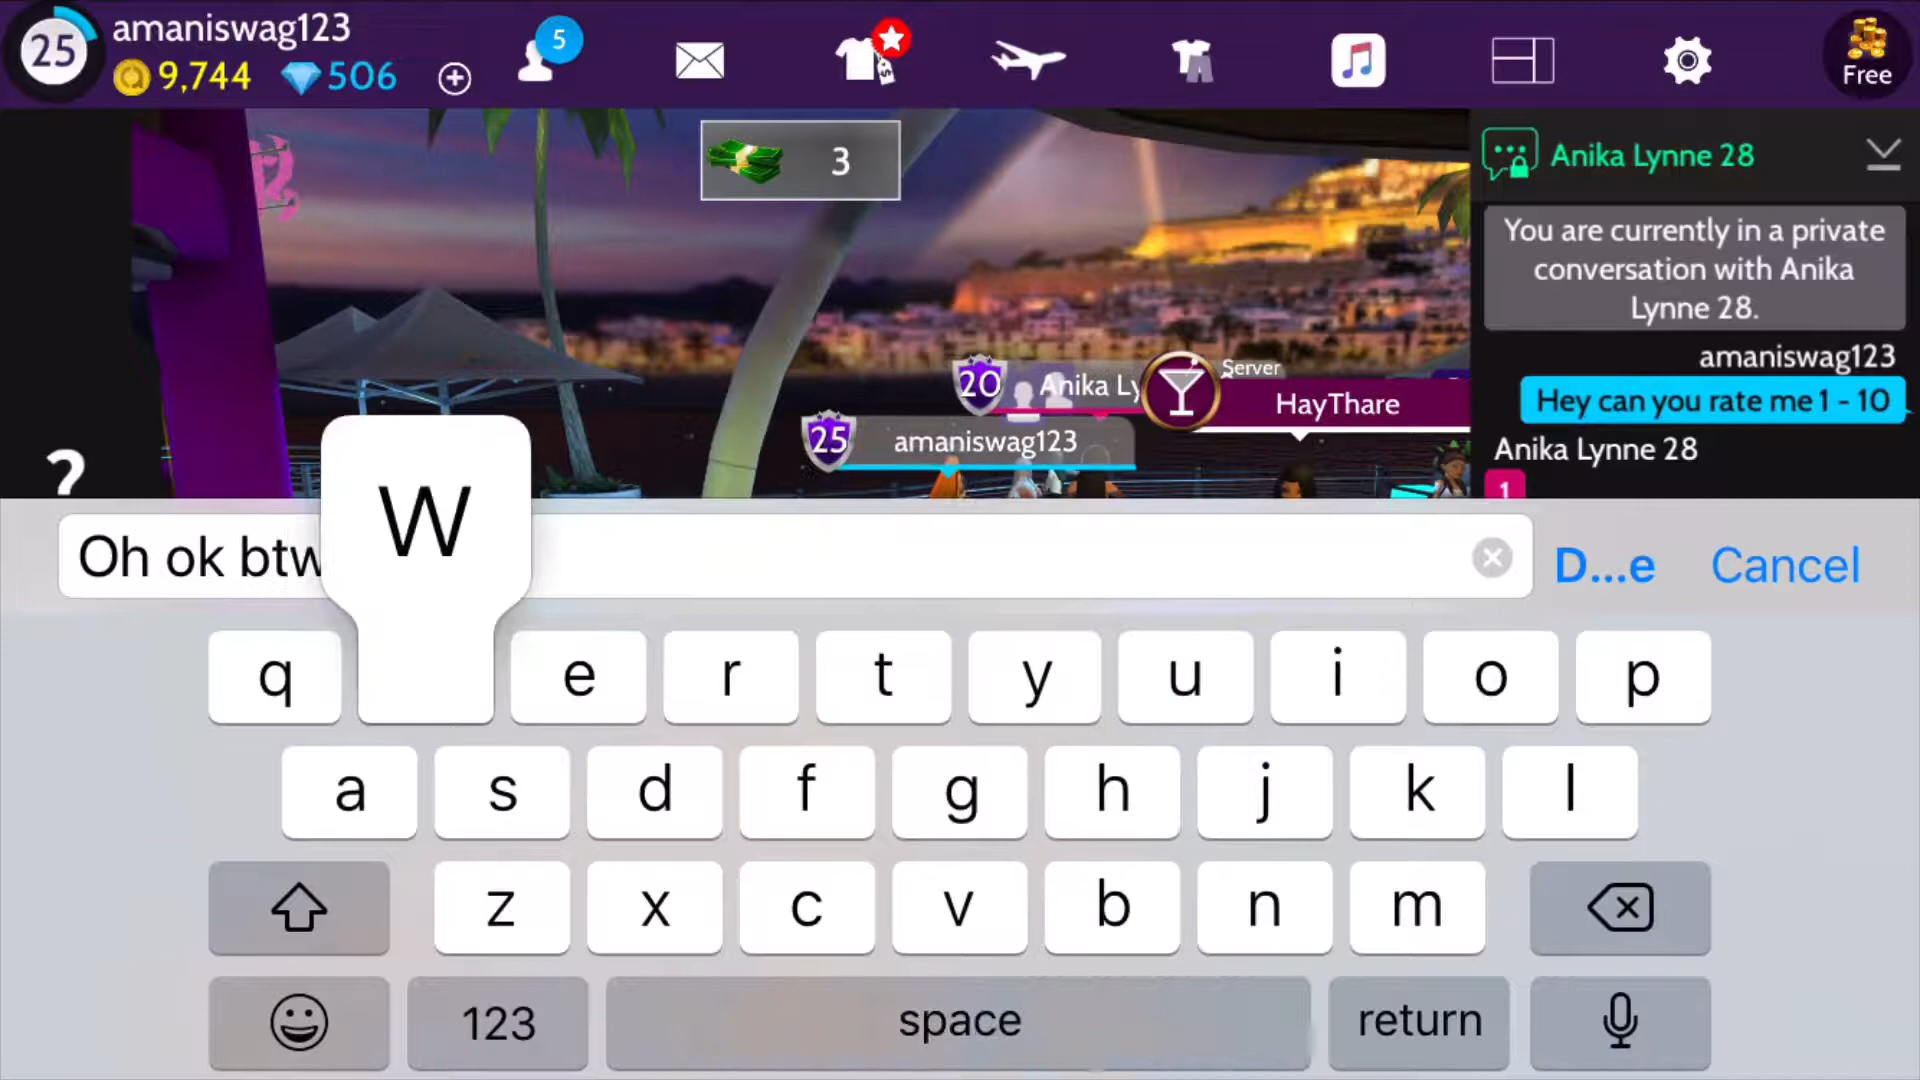 25
amaniswag123
9,744
506
5
Free
3
Anika Lynne 28
You are currently in a private
conversation with Anika
Lynne 28.
amaniswag123
Hey can you rate me 1 - 10
Anika Lynne 28
1
20
Anika Ly
Server
HayThare
25
amaniswag123
?
Oh ok btw
W
D...e
Cancel
q e r t y u i o p
a s d f g h j k l
z x c v b n m
123
space
return